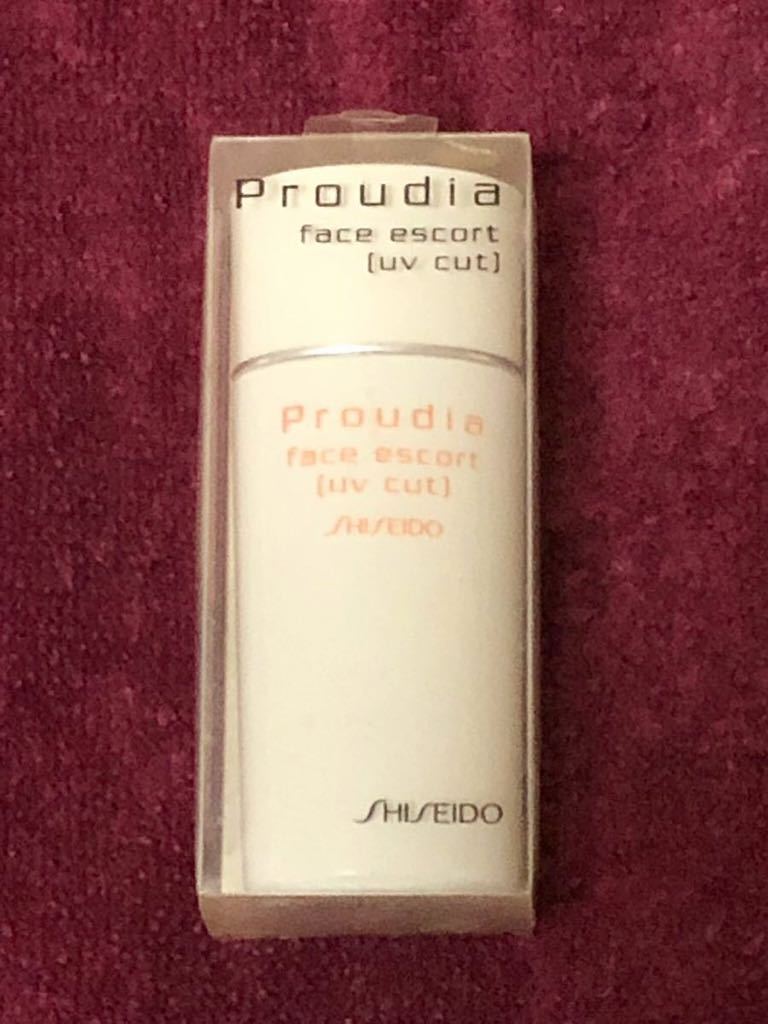 Proudia
face escort
[uv cut]
Proudia
face escort
[uv cut]
SHISEIDO
SHISEIDO